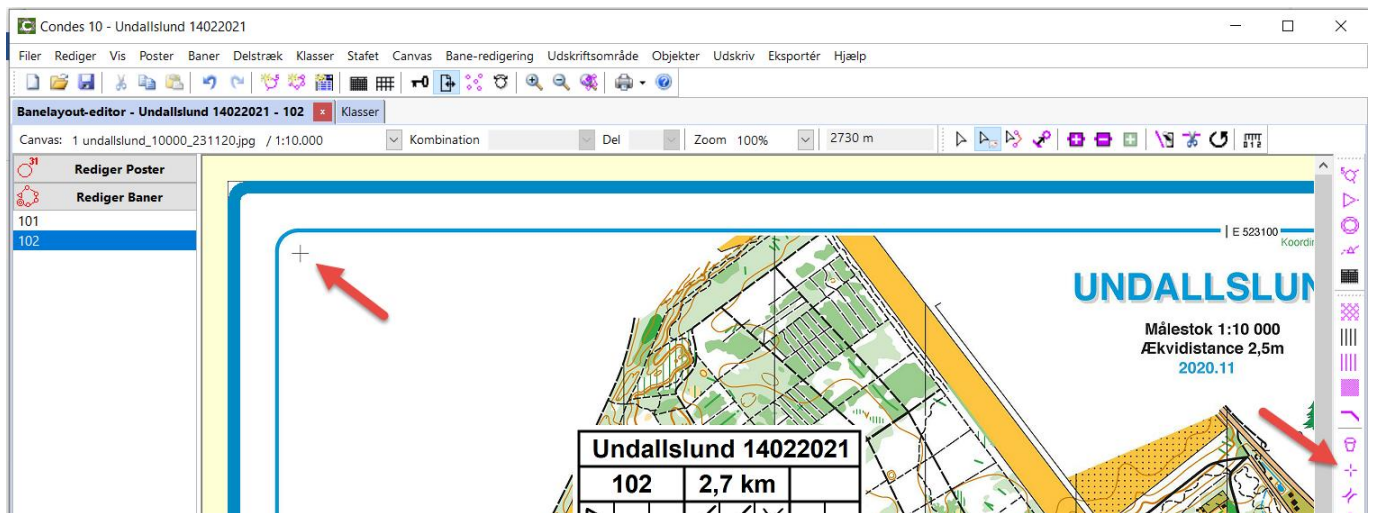 Condes 10 - Undallslund 14022021
Filer Rediger Vis Poster Baner Delstræk Klasser Stafet Canvas Bane-redigering Udskriftsområde Objekter Udskriv Eksportér Hjælp
Banelayout-editor - Undallslund 14022021 - 102 x Klasser
Canvas: 1 undallslund_10000_231120.jpg / 1:10.000 Kombination Del Zoom 100% 2730 m
31 Rediger Poster
Rediger Baner
101
102
E 523100
Koordi
UNDALLSLUN
Målestok 1:10 000
Ækvidistance 2,5m
2020.11
Undallslund 14022021
102 2,7 km